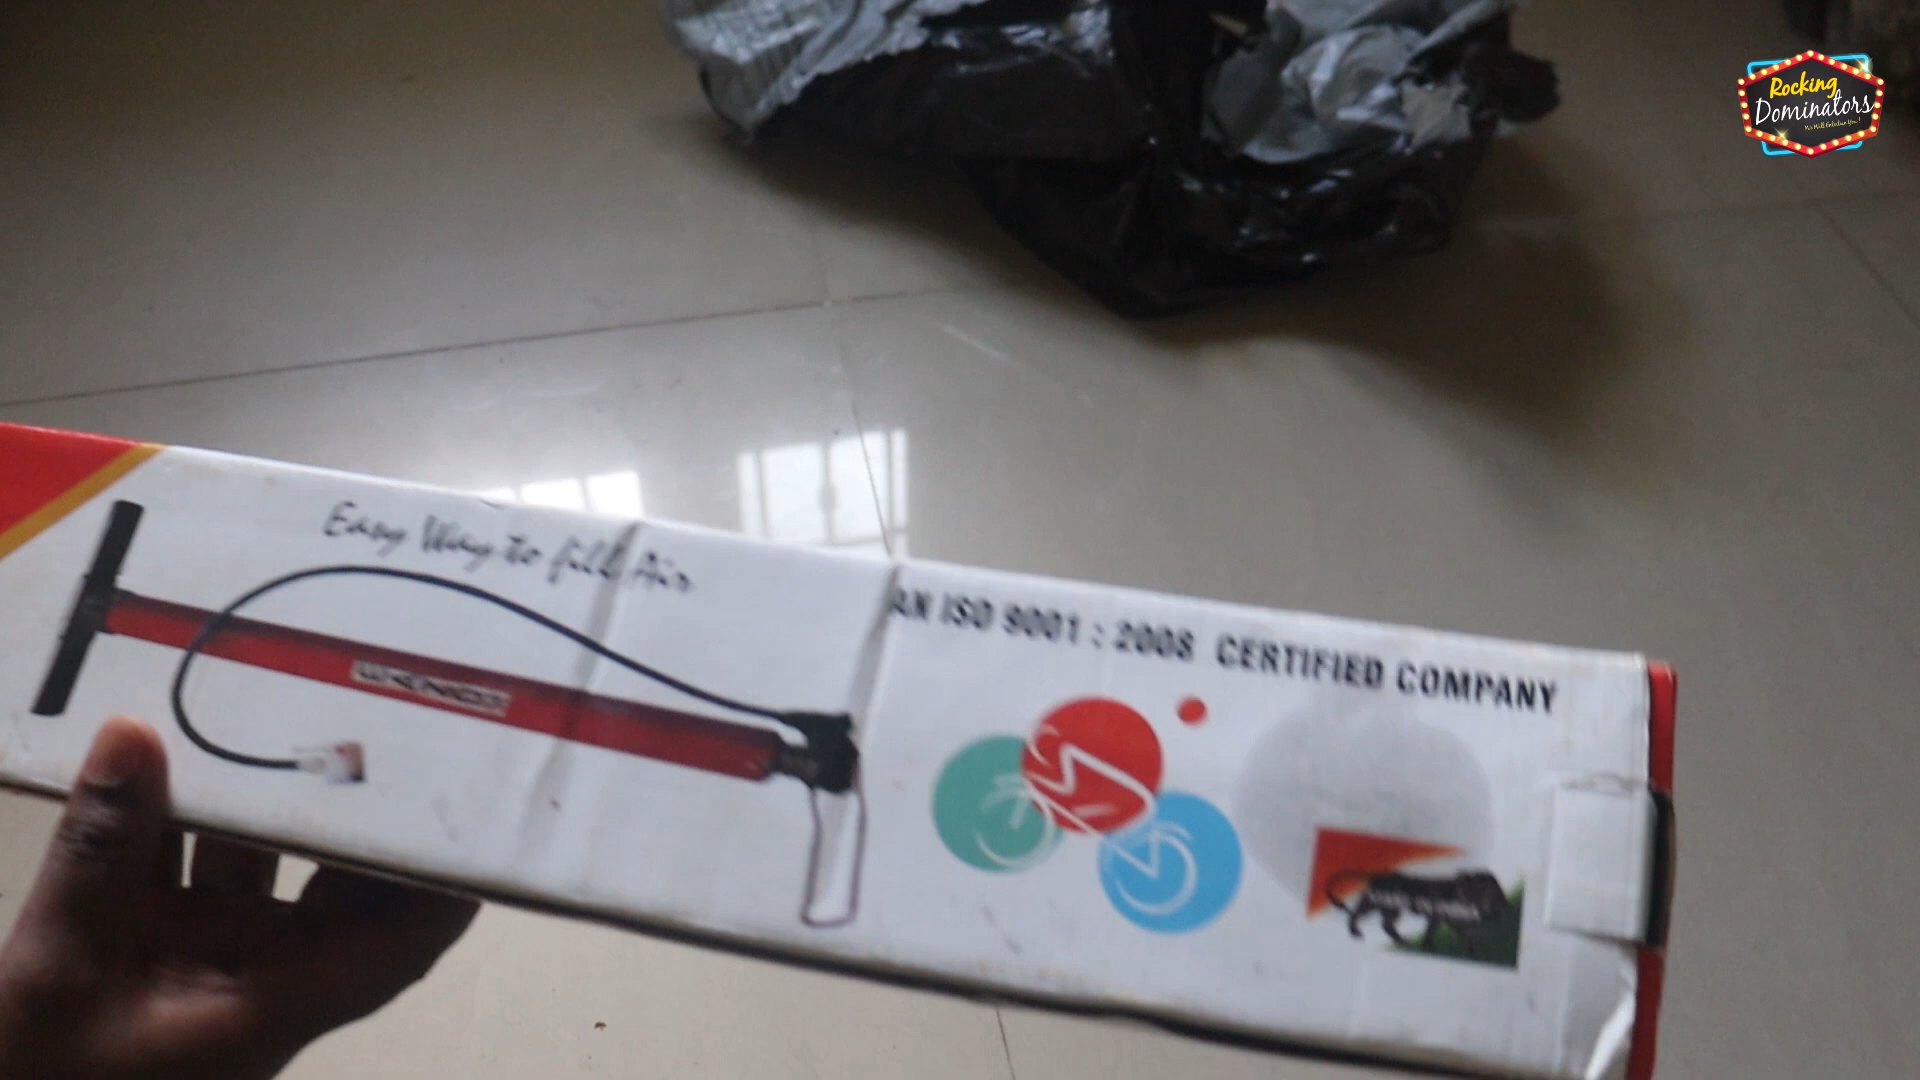 Rocking
Dominators
Easy Way to fill Air
AN ISO 9001 : 2008 CERTIFIED COMPANY